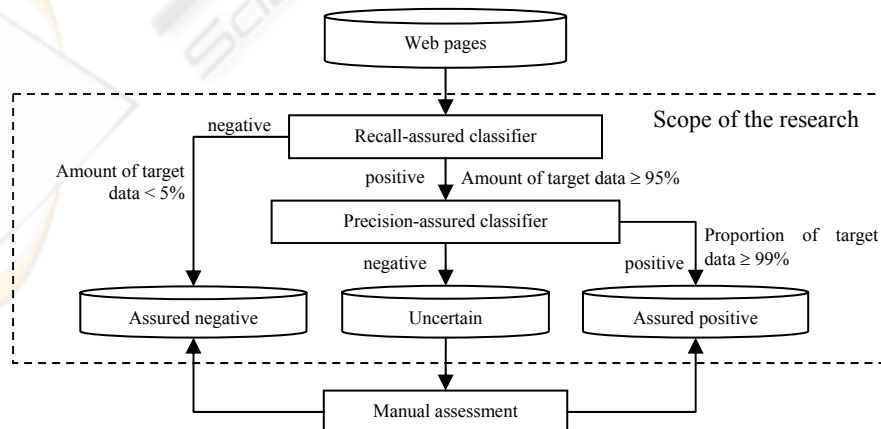 Web pages
Scope of the research
negative
Recall-assured classifier
Amount of target
data < 5%
positive
Amount of target data ≥ 95%
Precision-assured classifier
Proportion of target
data ≥ 99%
negative
positive
Assured negative
Uncertain
Assured positive
Manual assessment